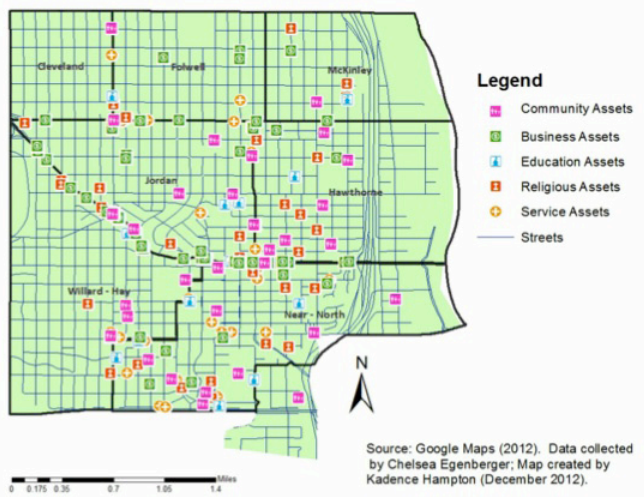 Cleveland
Folwell
McKinley
Jordan
Hawthorne
Willard - Hay
Near - North
Legend
Community Assets
Business Assets
Education Assets
Religious Assets
Service Assets
Streets
N
Source: Google Maps (2012). Data collected
by Chelsea Egenberger; Map created by
Kadence Hampton (December 2012).
Miles
0 0.175 0.35 0.7 1.05 1.4